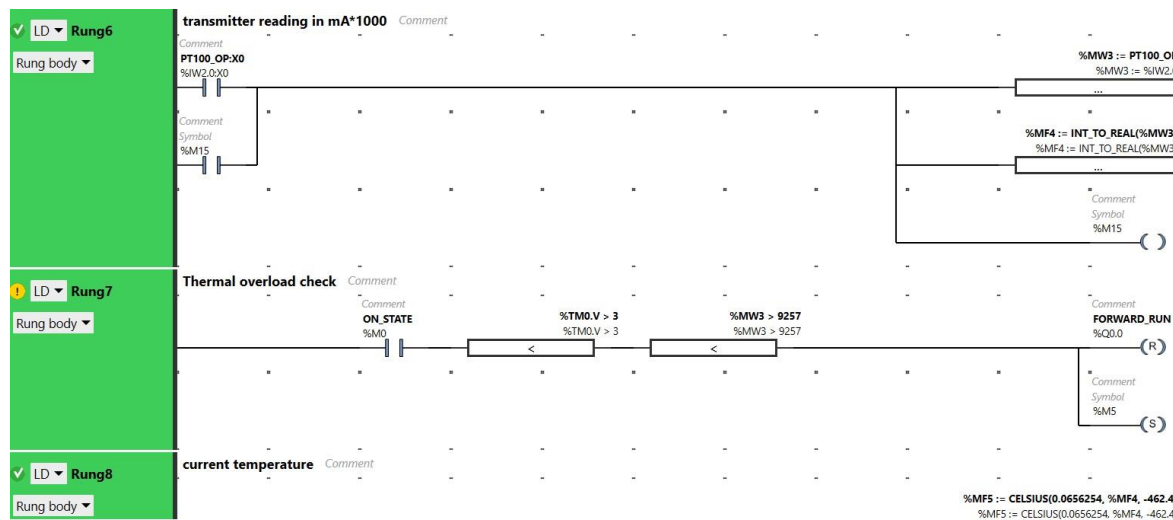 LD Rung6
Rung body
transmitter reading in mA*1000 Comment
Comment
PT100_OP:X0
%IW2.0:X0
%MW3 := PT100_O
%MW3 := %IW2.
...
Comment
Symbol
%M15
%MF4 := INT_TO_REAL(%MW3
%MF4 := INT_TO_REAL(%MW3
...
Comment
Symbol
%M15
LD Rung7
Rung body
Thermal overload check Comment
Comment
ON_STATE
%M0
%TM0.V > 3
%TM0.V > 3
<
%MW3 > 9257
%MW3 > 9257
<
Comment
FORWARD_RUN
%Q0.0
R
Comment
Symbol
%M5
S
LD Rung8
Rung body
current temperature Comment
%MF5 := CELSIUS(0.0656254, %MF4, -462.4
%MF5 := CELSIUS(0.0656254, %MF4, -462.4